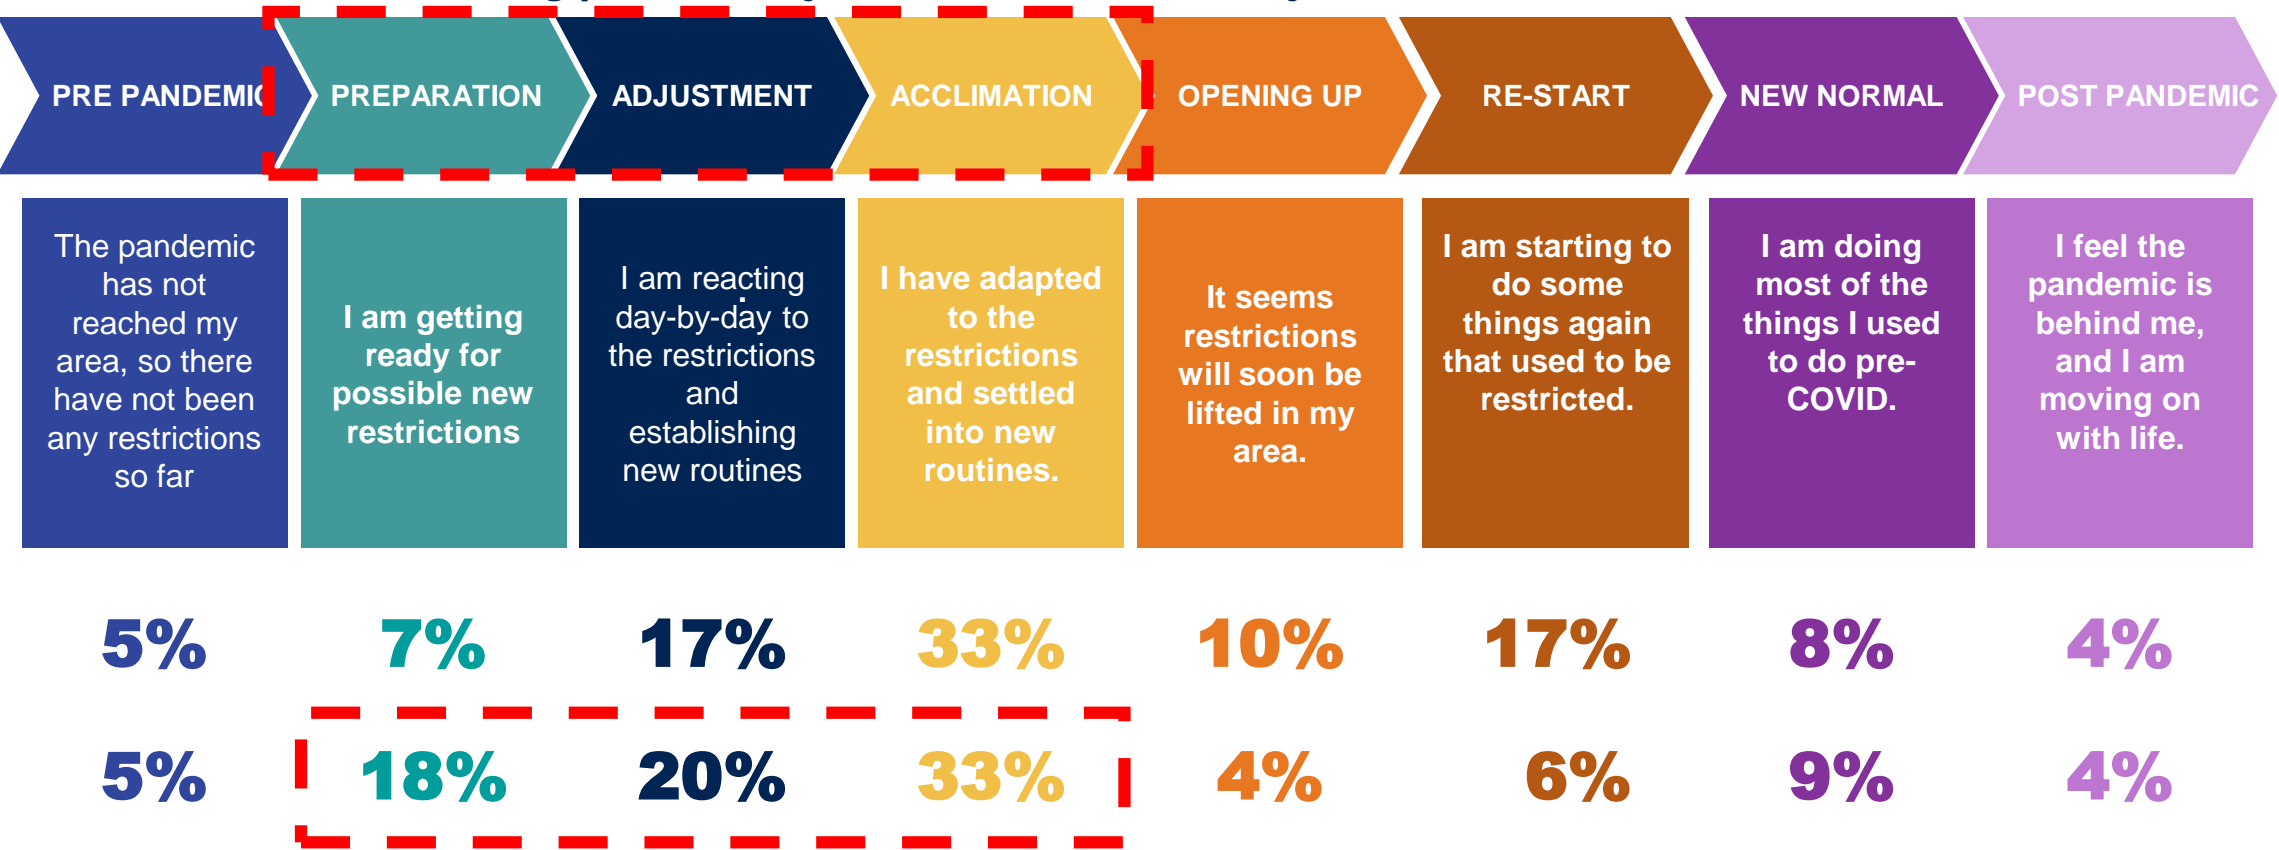 PRE PANDEMIC
PREPARATION
ADJUSTMENT
ACCLIMATION
OPENING UP
RE-START
NEW NORMAL
POST PANDEMIC
The pandemic
has not
reached my
area, so there
have not been
any restrictions
so far
I am getting
ready for
possible new
restrictions
I am reacting
day-by-day to
the restrictions
and
establishing
new routines
.
I have adapted
to the
restrictions
and settled
into new
routines.
It seems
restrictions
will soon be
lifted in my
area.
I am starting to
do some
things again
that used to be
restricted.
I am doing
most of the
things I used
to do pre-
COVID.
I feel the
pandemic is
behind me,
and I am
moving on
with life.
5% 7% 17% 33% 10% 17% 8% 4%
5% 18% 20% 33% 4% 6% 9% 4%